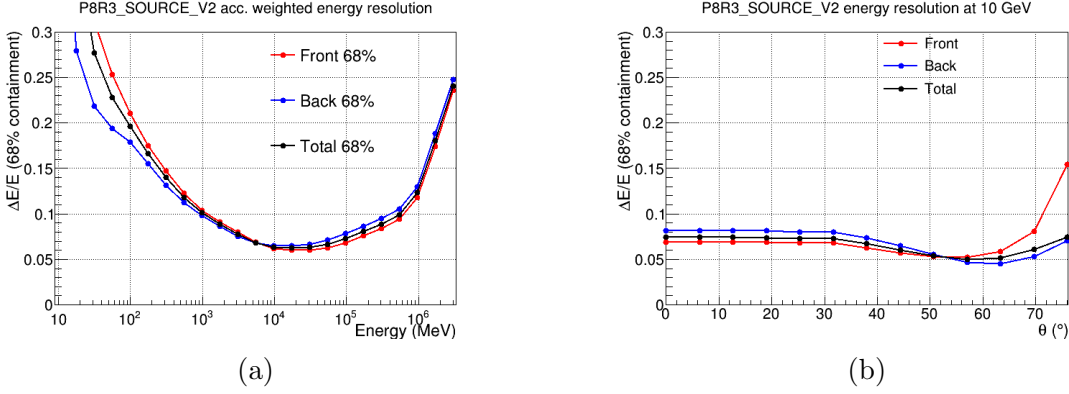 P8R3_SOURCE_V2 acc. weighted energy resolution
ΔE/E (68% containment)
0.3
0.25
0.2
0.15
0.1
0.05
0
Front 68%
Back 68%
Total 68%
10 10² 10³ 10⁴ 10⁵ 10⁶
Energy (MeV)
(a)
P8R3_SOURCE_V2 energy resolution at 10 GeV
ΔE/E (68% containment)
0.3
0.25
0.2
0.15
0.1
0.05
0
Front
Back
Total
0 10 20 30 40 50 60 70
θ (°)
(b)